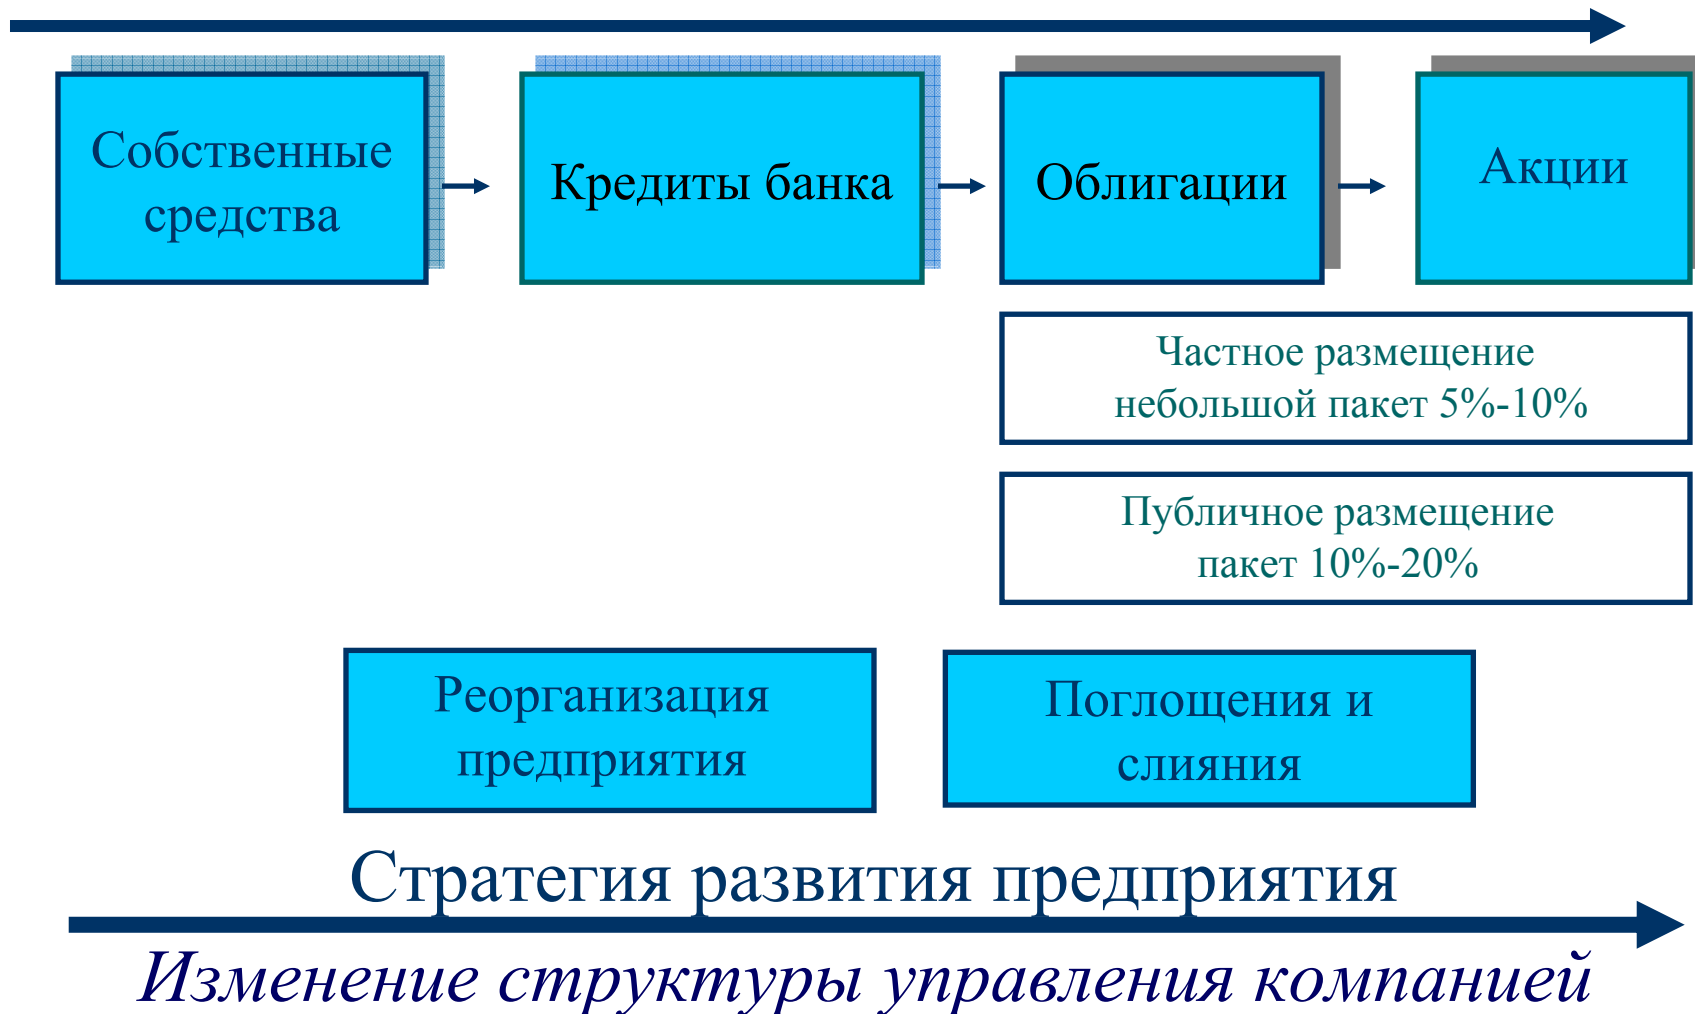 Собственные
средства
Кредиты банка
Облигации
Акции
Частное размещение
небольшой пакет 5%-10%
Публичное размещение
пакет 10%-20%
Реорганизация
предприятия
Поглощения и
слияния
Стратегия развития предприятия
Изменение структуры управления компанией